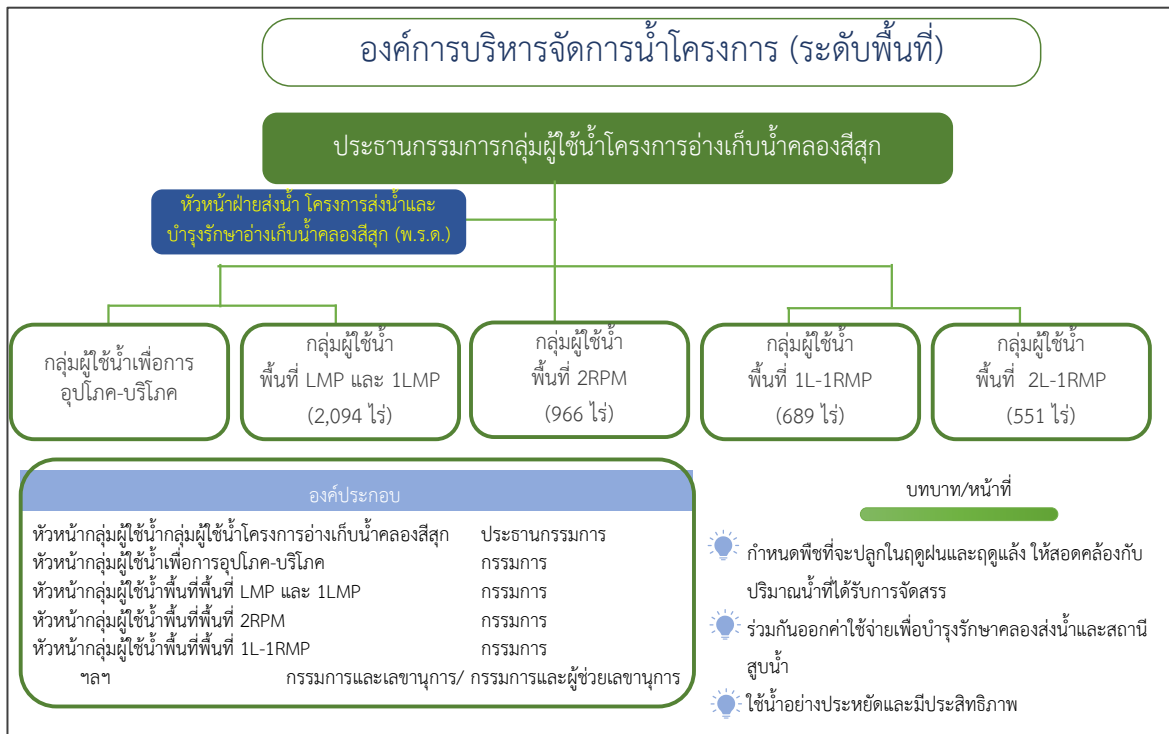 องค์การบริหารจัดการน้ำโครงการ (ระดับพื้นที่)
ประธานกรรมการกลุ่มผู้ใช้น้ำโครงการอ่างเก็บน้ำคลองสีสุก
หัวหน้าฝ่ายส่งน้ำ โครงการส่งน้ำและ
บำรุงรักษาอ่างเก็บน้ำคลองสีสุก (พ.ร.ด.)
กลุ่มผู้ใช้น้ำเพื่อการ
อุปโภค-บริโภค
กลุ่มผู้ใช้น้ำ
พื้นที่ LMP และ 1LMP
(2,094 ไร่)
กลุ่มผู้ใช้น้ำ
พื้นที่ 2RPM
(966 ไร่)
กลุ่มผู้ใช้น้ำ
พื้นที่ 1L-1RMP
(689 ไร่)
กลุ่มผู้ใช้น้ำ
พื้นที่ 2L-1RMP
(551 ไร่)
องค์ประกอบ
หัวหน้ากลุ่มผู้ใช้น้ำกลุ่มผู้ใช้น้ำโครงการอ่างเก็บน้ำคลองสีสุก ประธานกรรมการ
หัวหน้ากลุ่มผู้ใช้น้ำเพื่อการอุปโภค-บริโภค กรรมการ
หัวหน้ากลุ่มผู้ใช้น้ำพื้นที่พื้นที่ LMP และ 1LMP กรรมการ
หัวหน้ากลุ่มผู้ใช้น้ำพื้นที่พื้นที่ 2RPM กรรมการ
หัวหน้ากลุ่มผู้ใช้น้ำพื้นที่พื้นที่ 1L-1RMP กรรมการ
ฯลฯ กรรมการและเลขานุการ/ กรรมการและผู้ช่วยเลขานุการ
บทบาท/หน้าที่
กำหนดพืชที่จะปลูกในฤดูฝนและฤดูแล้ง ให้สอดคล้องกับ
ปริมาณน้ำที่ได้รับการจัดสรร
ร่วมกันออกค่าใช้จ่ายเพื่อบำรุงรักษาคลองส่งน้ำและสถานี
สูบน้ำ
ใช้น้ำอย่างประหยัดและมีประสิทธิภาพ